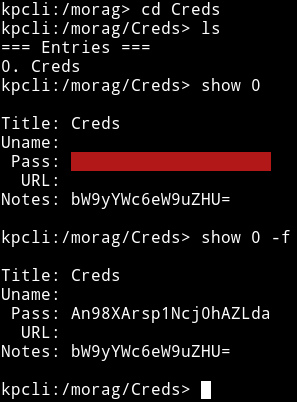 kpcli:/morag> cd Creds
kpcli:/morag/Creds> ls
=== Entries ===
0. Creds
kpcli:/morag/Creds> show 0
Title: Creds
Uname:
Pass:
URL:
Notes: bW9yYWc6eW9uZHU=
kpcli:/morag/Creds> show 0 -f
Title: Creds
Uname:
Pass: An98XArsp1Ncj0hAZLda
URL:
Notes: bW9yYWc6eW9uZHU=
kpcli:/morag/Creds>